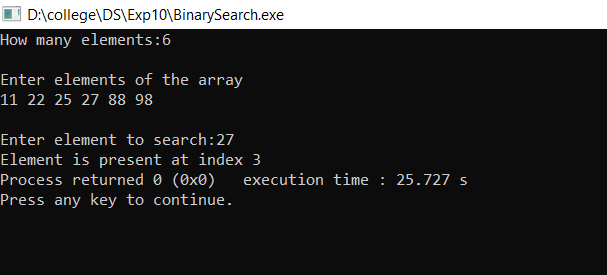 D:\college\DS\Exp10\BinarySearch.exe
How many elements:6
Enter elements of the array
11 22 25 27 88 98
Enter element to search:27
Element is present at index 3
Process returned 0 (0x0)   execution time : 25.727 s
Press any key to continue.